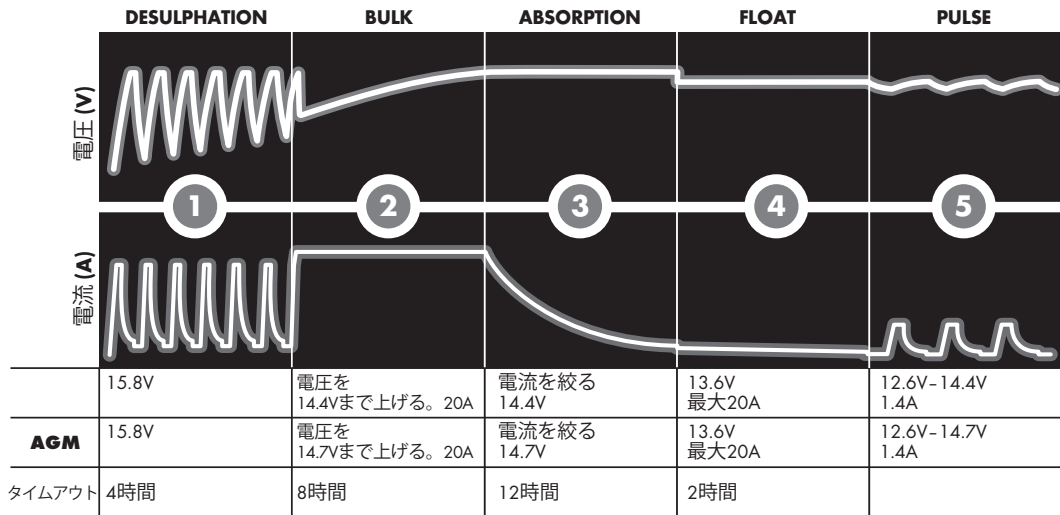 DESULPHATION BULK ABSORPTION FLOAT PULSE
電圧 (V)
1 2 3 4 5
電流 (A)
15.8V 電圧を 電流を絞る 13.6V 12.6V–14.4V
14.4Vまで上げる。20A 14.4V 最大20A 1.4A
AGM 15.8V 電圧を 電流を絞る 13.6V 12.6V–14.7V
14.7Vまで上げる。20A 14.7V 最大20A 1.4A
タイムアウト 4時間 8時間 12時間 2時間